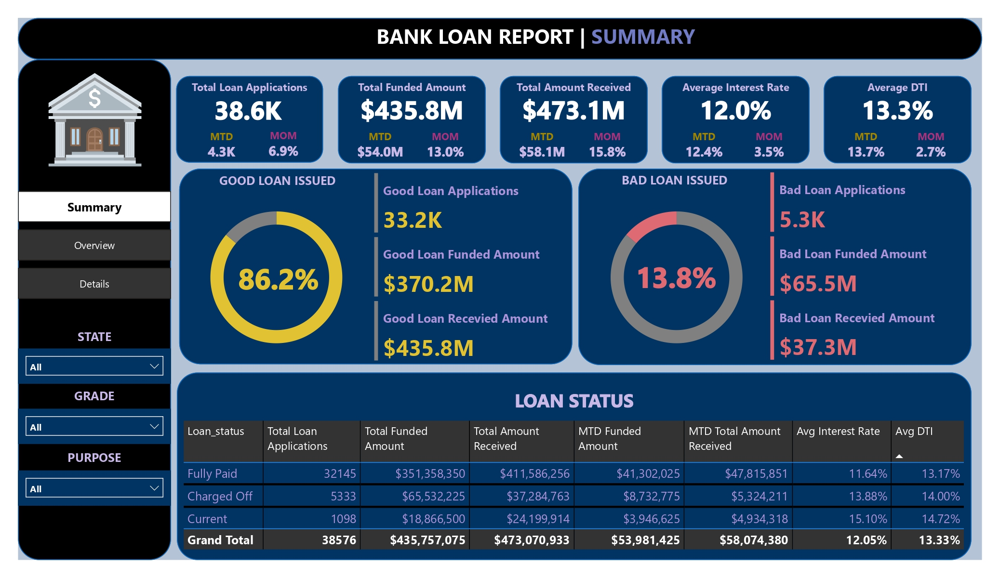 BANK LOAN REPORT | SUMMARY
$
Summary
Overview
Details
STATE
All
GRADE
All
PURPOSE
All
Total Loan Applications
38.6K
MTD MOM
4.3K 6.9%
Total Funded Amount
$435.8M
MTD MOM
$54.0M 13.0%
Total Amount Received
$473.1M
MTD MOM
$58.1M 15.8%
Average Interest Rate
12.0%
MTD MOM
12.4% 3.5%
Average DTI
13.3%
MTD MOM
13.7% 2.7%
GOOD LOAN ISSUED
86.2%
Good Loan Applications
33.2K
Good Loan Funded Amount
$370.2M
Good Loan Recevied Amount
$435.8M
BAD LOAN ISSUED
13.8%
Bad Loan Applications
5.3K
Bad Loan Funded Amount
$65.5M
Bad Loan Recevied Amount
$37.3M
LOAN STATUS
Loan_status Total Loan Total Funded Total Amount MTD Funded MTD Total Amount Avg Interest Rate Avg DTI
Applications Amount Received Amount Received
Fully Paid 32145 $351,358,350 $411,586,256 $41,302,025 $47,815,851 11.64% 13.17%
Charged Off 5333 $65,532,225 $37,284,763 $8,732,775 $5,324,211 13.88% 14.00%
Current 1098 $18,866,500 $24,199,914 $3,946,625 $4,934,318 15.10% 14.72%
Grand Total 38576 $435,757,075 $473,070,933 $53,981,425 $58,074,380 12.05% 13.33%